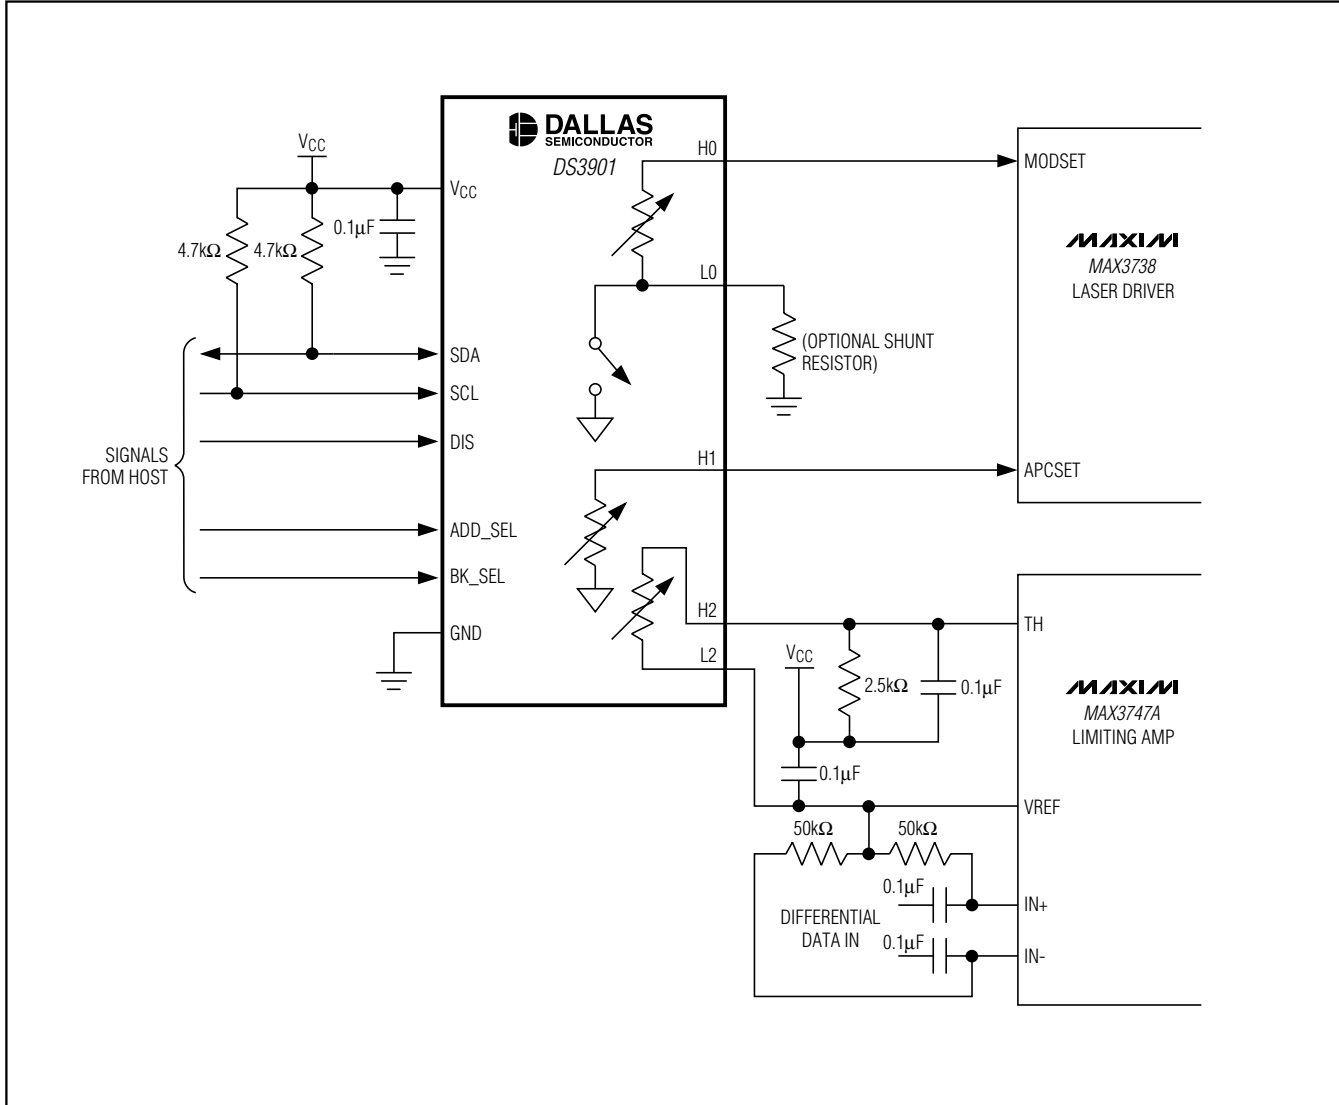 DALLAS
SEMICONDUCTOR
DS3901
VCC
4.7kΩ
4.7kΩ
0.1µF
VCC
SDA
SCL
DIS
ADD_SEL
BK_SEL
GND
SIGNALS
FROM HOST
H0
L0
(OPTIONAL SHUNT
RESISTOR)
H1
H2
L2
MODSET
MAXIM
MAX3738
LASER DRIVER
APCSET
VCC
2.5kΩ
0.1µF
0.1µF
TH
MAXIM
MAX3747A
LIMITING AMP
VREF
50kΩ
50kΩ
0.1µF
IN+
DIFFERENTIAL
DATA IN
0.1µF
IN-